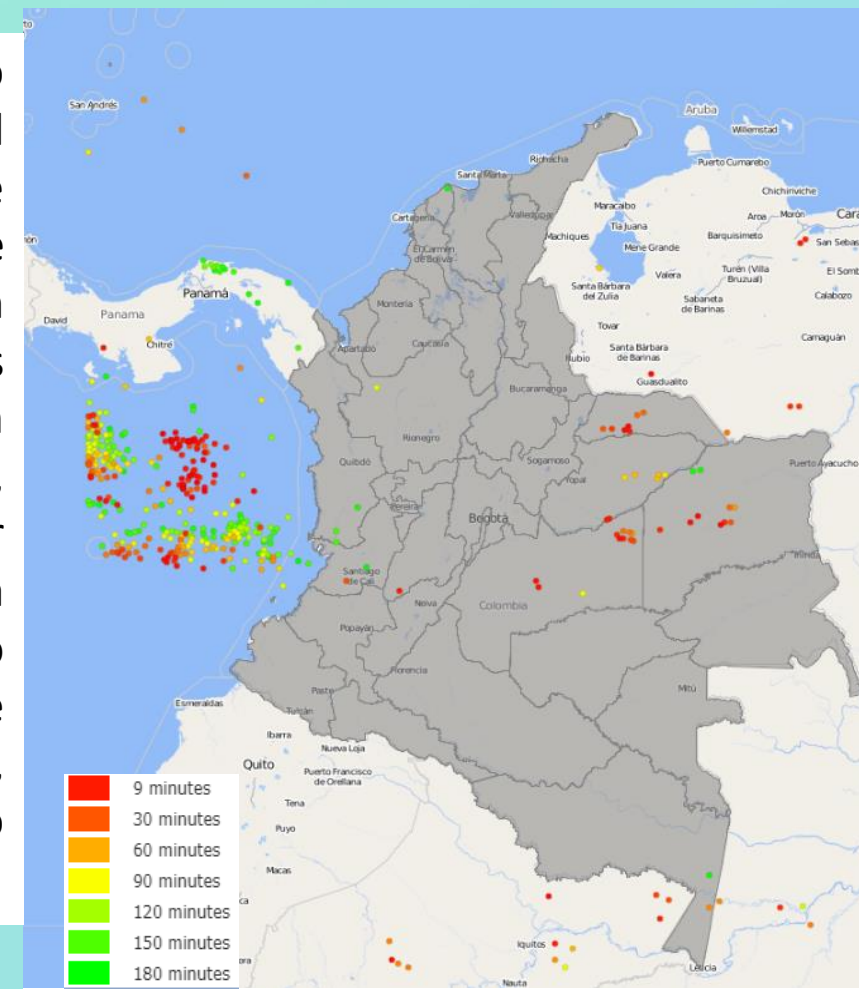 San Andrés
Aruba
Willemstad
Riohacha
Santa Marta
Puerto Cumarebo
Chichiriviche
Maracaibo
Cartagena
Valledupar
Aroa
Morón
Cara
Tía Juana
Machiques
Barquisimeto
San Sebas
El Carmen
de Bolívar
Mene Grande
Valera
Turén (Villa
Bruzual)
El Somb
Panamá
Santa Bárbara
del Zulia
Sabaneta
de Barinas
Calabozo
Montería
David
Panama
Tovar
Camaguán
Chitré
Apartadó
Caucasia
Santa Bárbara
de Barinas
Rubio
Guasdualito
Bucaramanga
Rionegro
Quibdó
Sogamoso
Puerto Ayacucho
Yopal
Pereira
Bogotá
Inírida
Santiago
de Cali
Neiva
Colombia
Popayán
Florencia
Mitú
Pasto
Esmeraldas
Tulcán
Ibarra
Nueva Loja
Quito
Puerto Francisco
de Orellana
Tena
Puyo
Macas
Iquitos
Nauta
Leticia
9 minutes
30 minutes
60 minutes
90 minutes
120 minutes
150 minutes
180 minutes